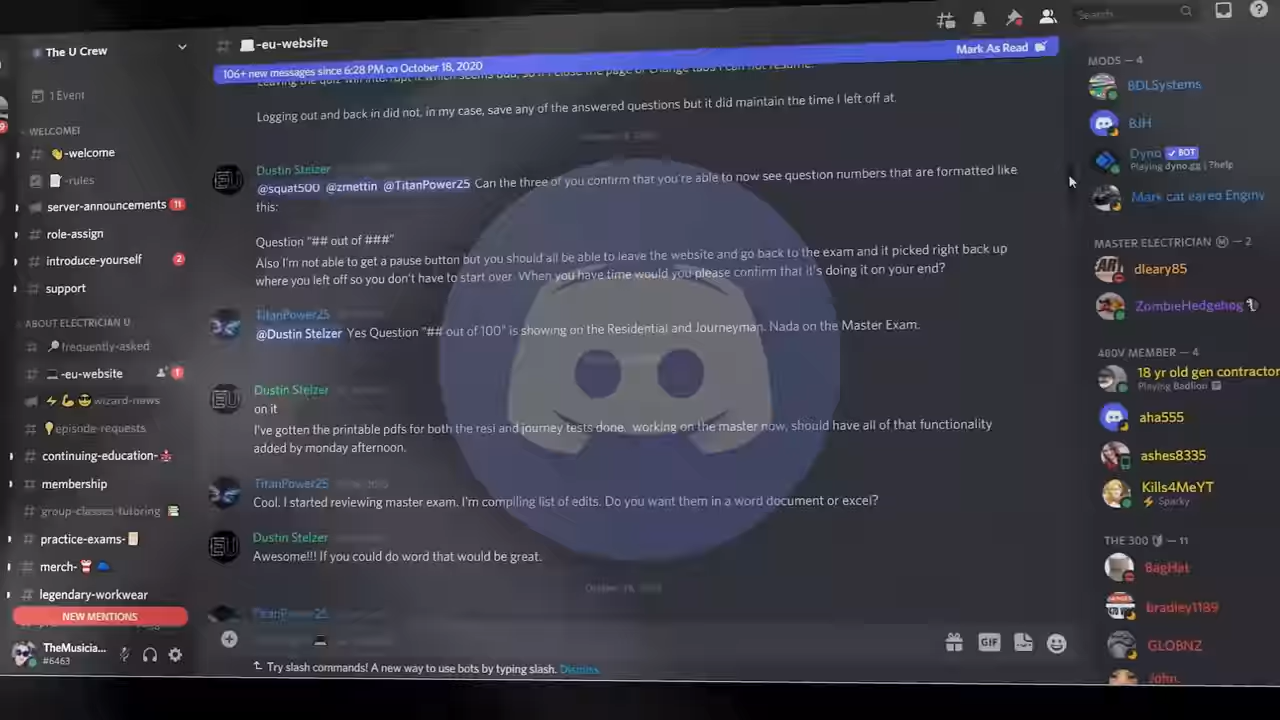 The U Crew
-eu-website
Search
106+ new messages since 6:28 PM on October 18, 2020
Mark As Read
1 Event
WELCOME!
-welcome
-rules
server-announcements 11
role-assign
introduce-yourself 2
support
ABOUT ELECTRICIAN U
frequently-asked
-eu-website 1
wizard-news
episode-requests
continuing-education-
membership
group-classes-tutoring
practice-exams-
merch-
legendary-workwear
NEW MENTIONS
TheMusicia...
#6463
Logging out and back in did not, in my case, save any of the answered questions but it did maintain the time I left off at.
Dustin Stelzer
@squat500 @zmettin @TitanPower25 Can the three of you confirm that you're able to now see question numbers that are formatted like
this:
Question "## out of ###"
Also I'm not able to get a pause button but you should all be able to leave the website and go back to the exam and it picked right back up
where you left off so you don't have to start over. When you have time would you please confirm that it's doing it on your end?
TitanPower25
@Dustin Stelzer Yes Question "## out of 100" is showing on the Residential and Journeyman. Nada on the Master Exam.
Dustin Stelzer
on it
I've gotten the printable pdfs for both the resi and journey tests done. working on the master now, should have all of that functionality
added by monday afternoon.
TitanPower25
Cool. I started reviewing master exam. I'm compiling list of edits. Do you want them in a word document or excel?
Dustin Stelzer
Awesome!!! If you could do word that would be great.
TitanPower25
GIF
Try slash commands! A new way to use bots by typing slash. Dismiss
MODS — 4
BDLSystems
BJH
Dyno BOT
Playing dyno.gg | ?help
Mark cat eared Enginy
MASTER ELECTRICIAN — 2
dleary85
ZombieHedgehog
480V MEMBER — 4
18 yr old gen contractor
Playing Badlion
aha555
ashes8335
Kills4MeYT
Sparky
THE 300 — 11
BagHat
bradley1189
GLOBNZ
John.